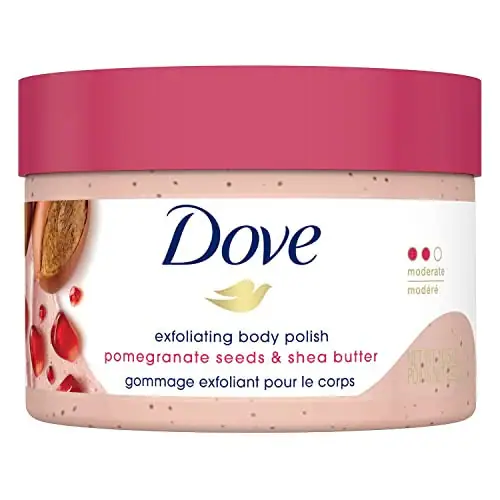 Dove
exfoliating body polish
pomegranate seeds & shea butter
gommage exfoliant pour le corps
moderate
modéré